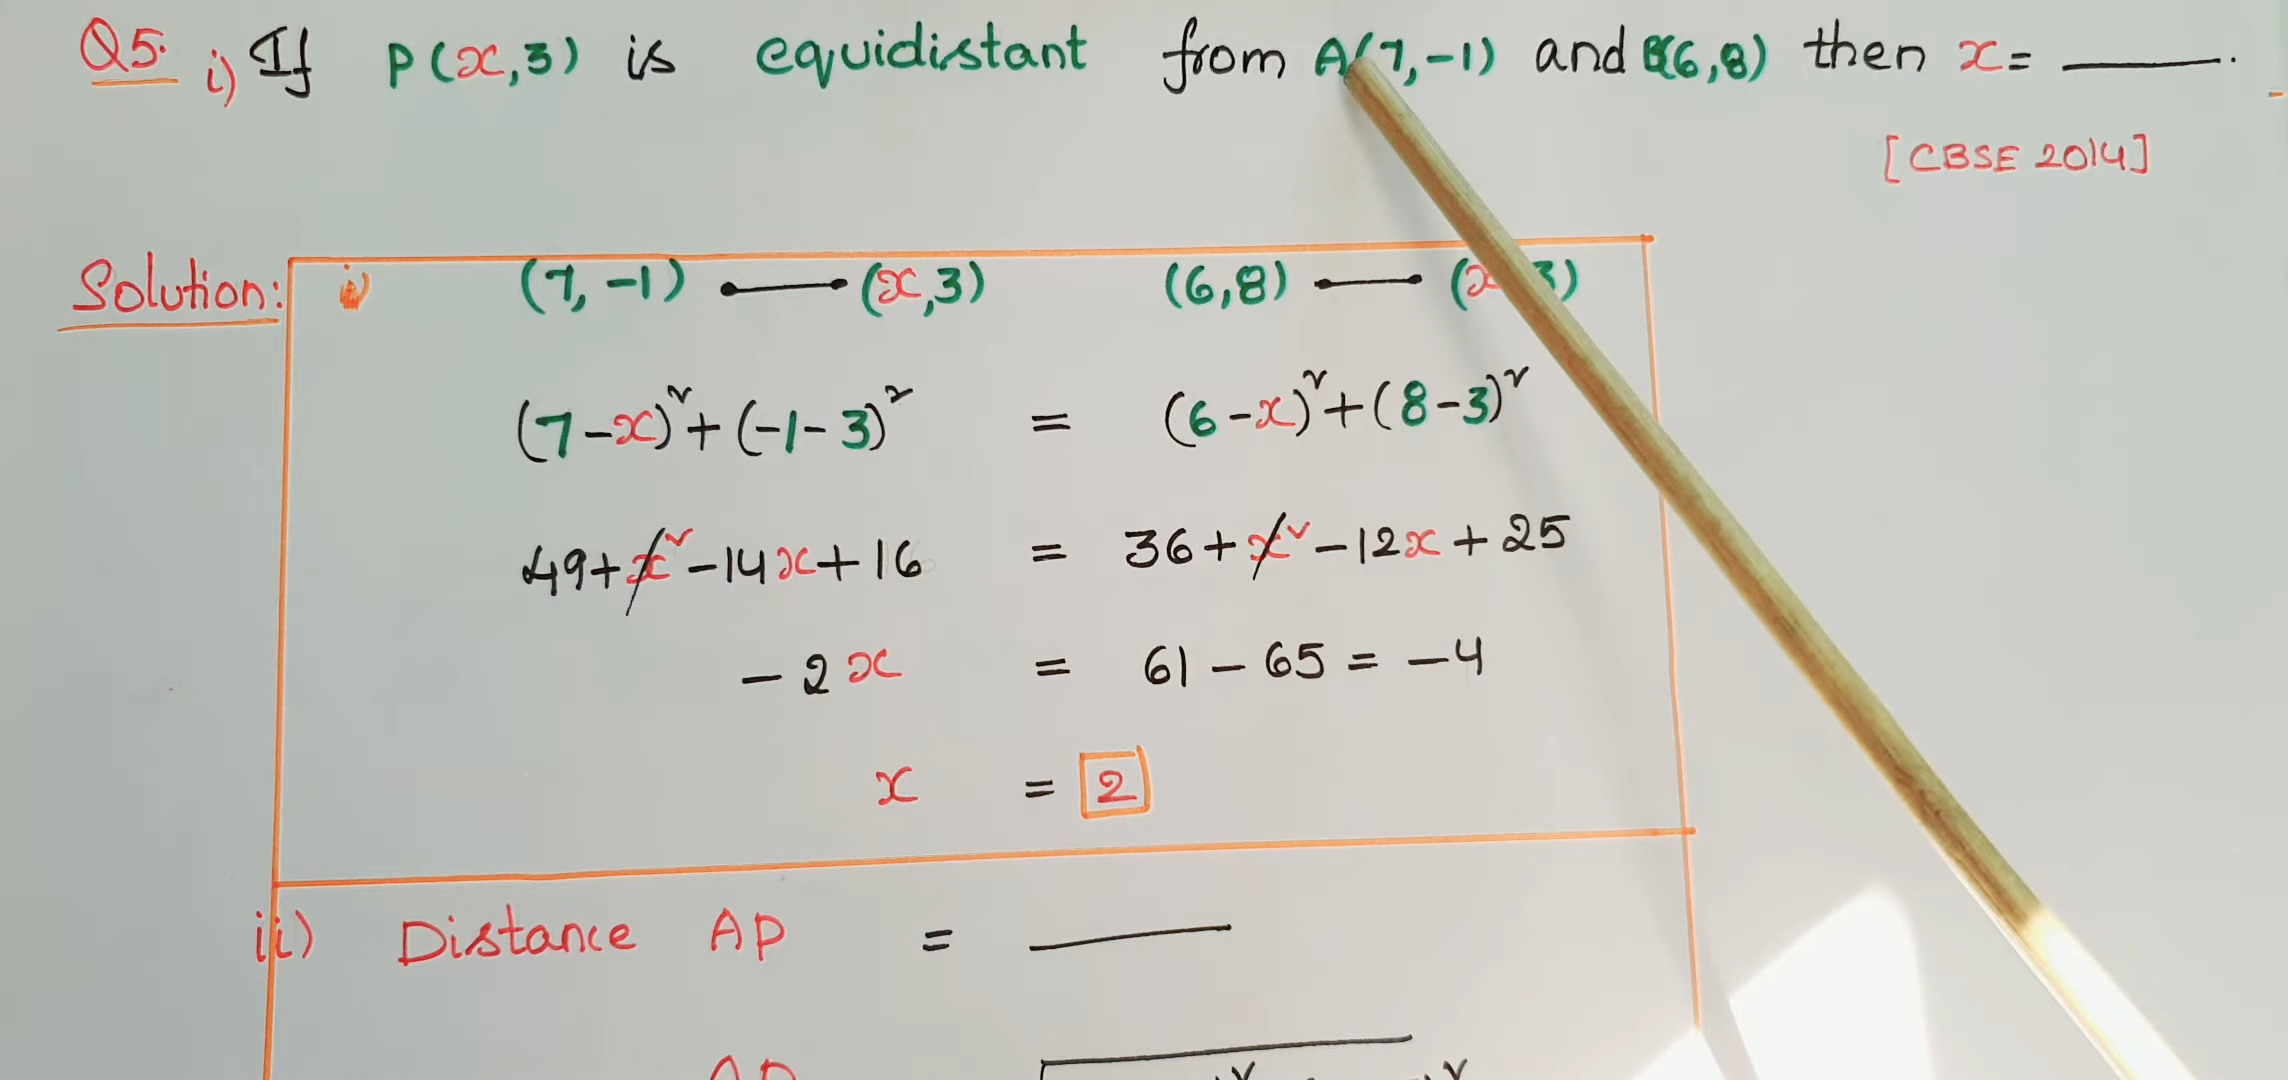 Q5. i) If P(x,3) is equidistant from A(7,-1) and B(6,8) then x= ____.
[CBSE 2014]
Solution: i) (7,-1) •—• (x,3) (6,8) •—• (x,3)
(7-x)²+(-1-3)² = (6-x)²+(8-3)²
49+x²-14x+16 = 36+x²-12x+25
-2x = 61-65 = -4
x = 2
ii) Distance AP = ____